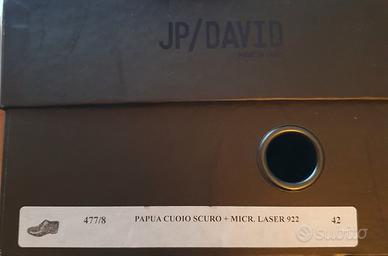 JP/DAVID
477/8 PAPUA CUOIO SCURO + MICR. LASER 922 42
subito